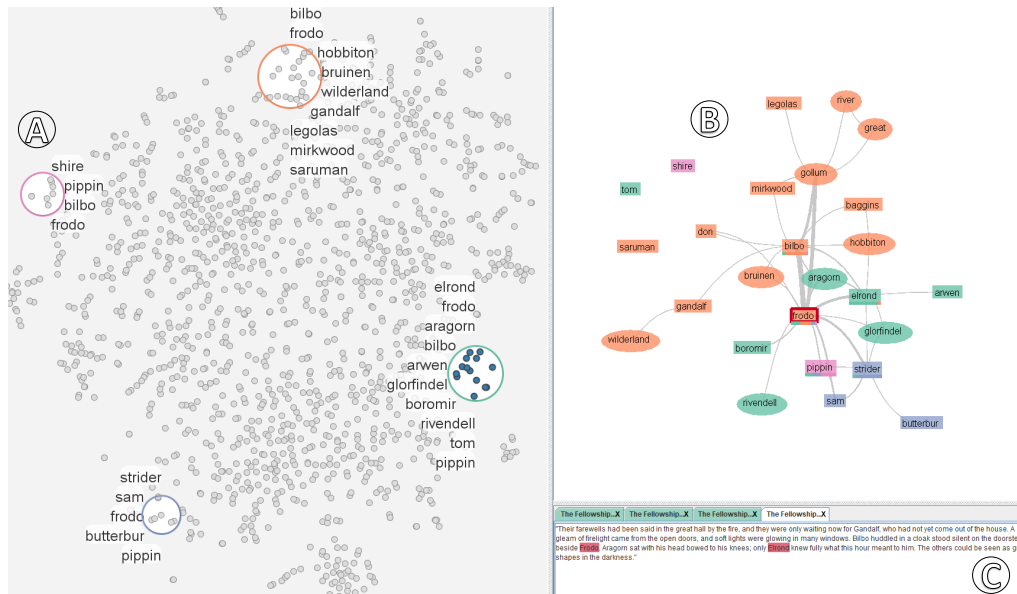 bilbo
frodo
hobbiton
bruinen
wilderland
gandalf
legolas
mirkwood
saruman
A
shire
pippin
bilbo
frodo
elrond
frodo
aragorn
bilbo
arwen
glorfindel
boromir
rivendell
tom
pippin
strider
sam
frodo
butterbur
pippin
B
legolas
river
great
shire
gollum
tom
mirkwood
baggins
don
saruman
bilbo
hobbiton
bruinen
aragorn
elrond
arwen
gandalf
frodo
wilderland
glorfindel
boromir
pippin
strider
rivendell
sam
butterbur
The Fellowship...X The Fellowship...X The Fellowship...X The Fellowship...X
"Their farewells had been said in the great hall by the fire, and they were only waiting now for Gandalf, who had not yet come out of the house. A
gleam of firelight came from the open doors, and soft lights were glowing in many windows. Bilbo huddled in a cloak stood silent on the doorste
beside Frodo. Aragorn sat with his head bowed to his knees; only Elrond knew fully what this hour meant to him. The others could be seen as g
shapes in the darkness."
C